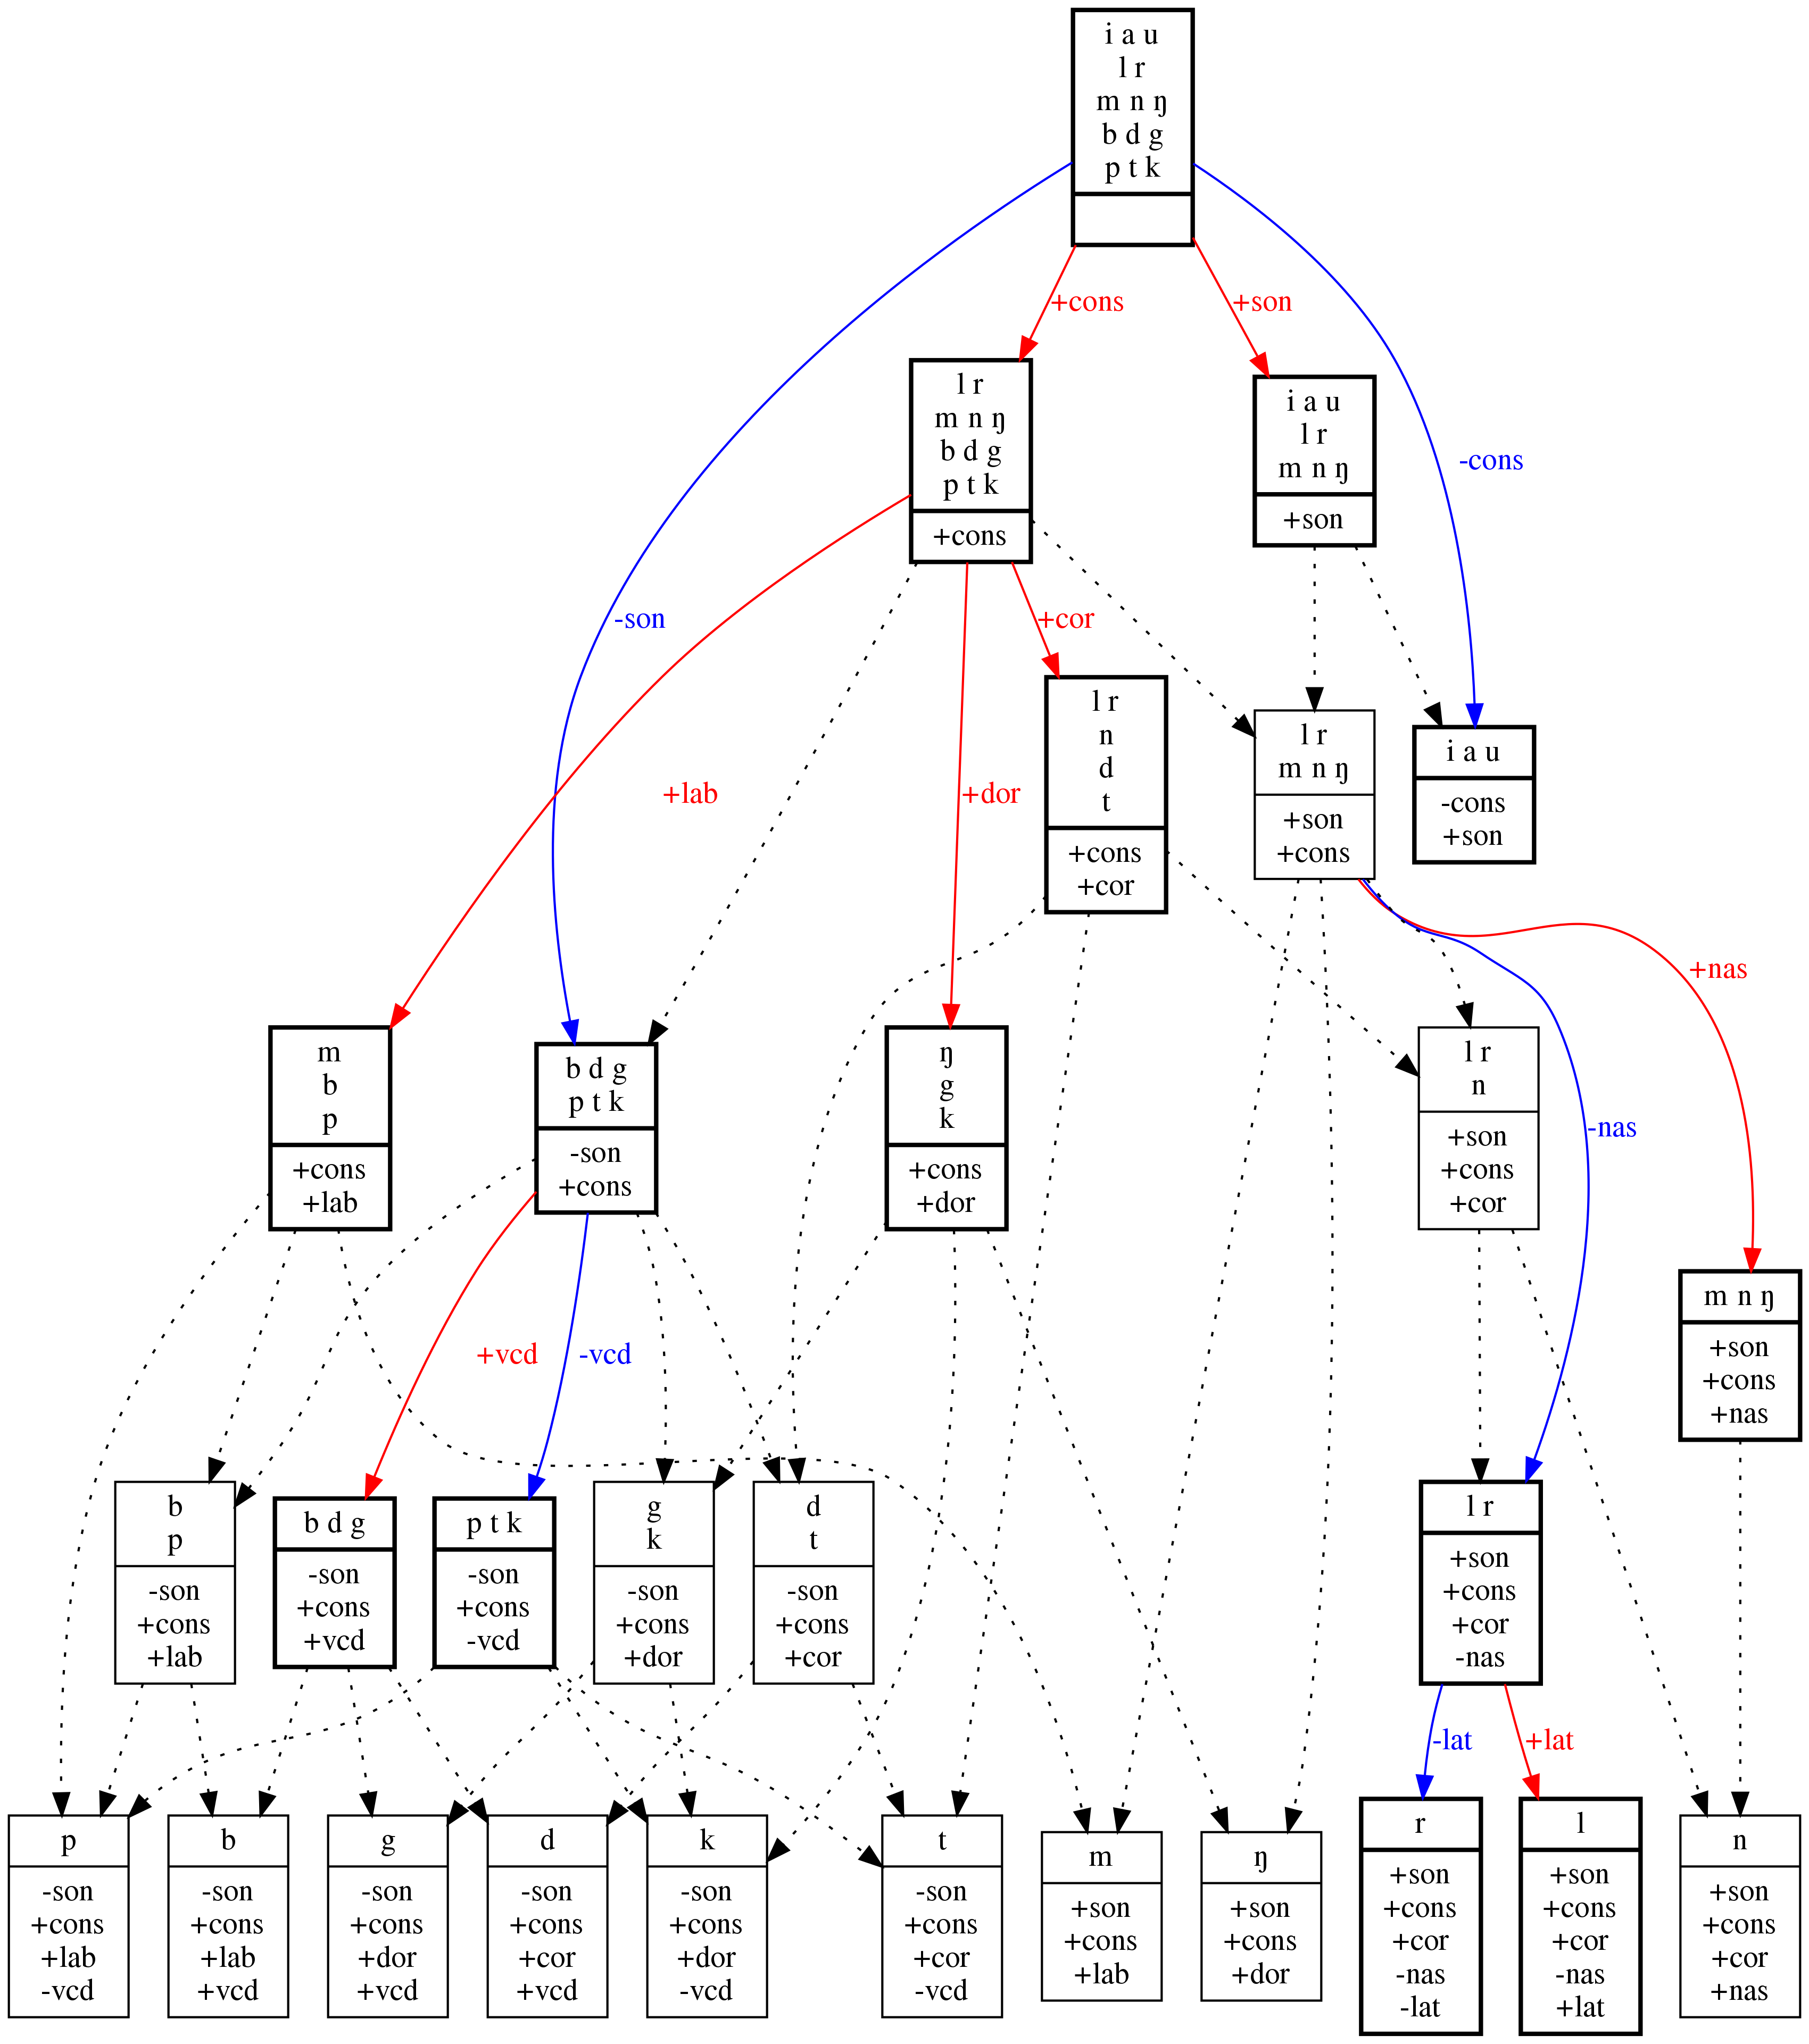 i a u
l r
m n ŋ
b d g
p t k
+cons
+son
l r
m n ŋ
b d g
p t k
+cons
i a u
l r
m n ŋ
+son
-cons
-son
+cor
l r
n
d
t
+cons
+cor
l r
m n ŋ
+son
+cons
i a u
-cons
+son
+lab
+dor
+nas
m
b
p
+cons
+lab
b d g
p t k
-son
+cons
ŋ
g
k
+cons
+dor
l r
n
+son
+cons
+cor
-nas
m n ŋ
+son
+cons
+nas
+vcd
-vcd
b
p
-son
+cons
+lab
b d g
-son
+cons
+vcd
p t k
-son
+cons
-vcd
g
k
-son
+cons
+dor
d
t
-son
+cons
+cor
l r
+son
+cons
+cor
-nas
-lat
+lat
p
-son
+cons
+lab
-vcd
b
-son
+cons
+lab
+vcd
g
-son
+cons
+dor
+vcd
d
-son
+cons
+cor
+vcd
k
-son
+cons
+dor
-vcd
t
-son
+cons
+cor
-vcd
m
+son
+cons
+lab
ŋ
+son
+cons
+dor
r
+son
+cons
+cor
-nas
-lat
l
+son
+cons
+cor
-nas
+lat
n
+son
+cons
+cor
+nas